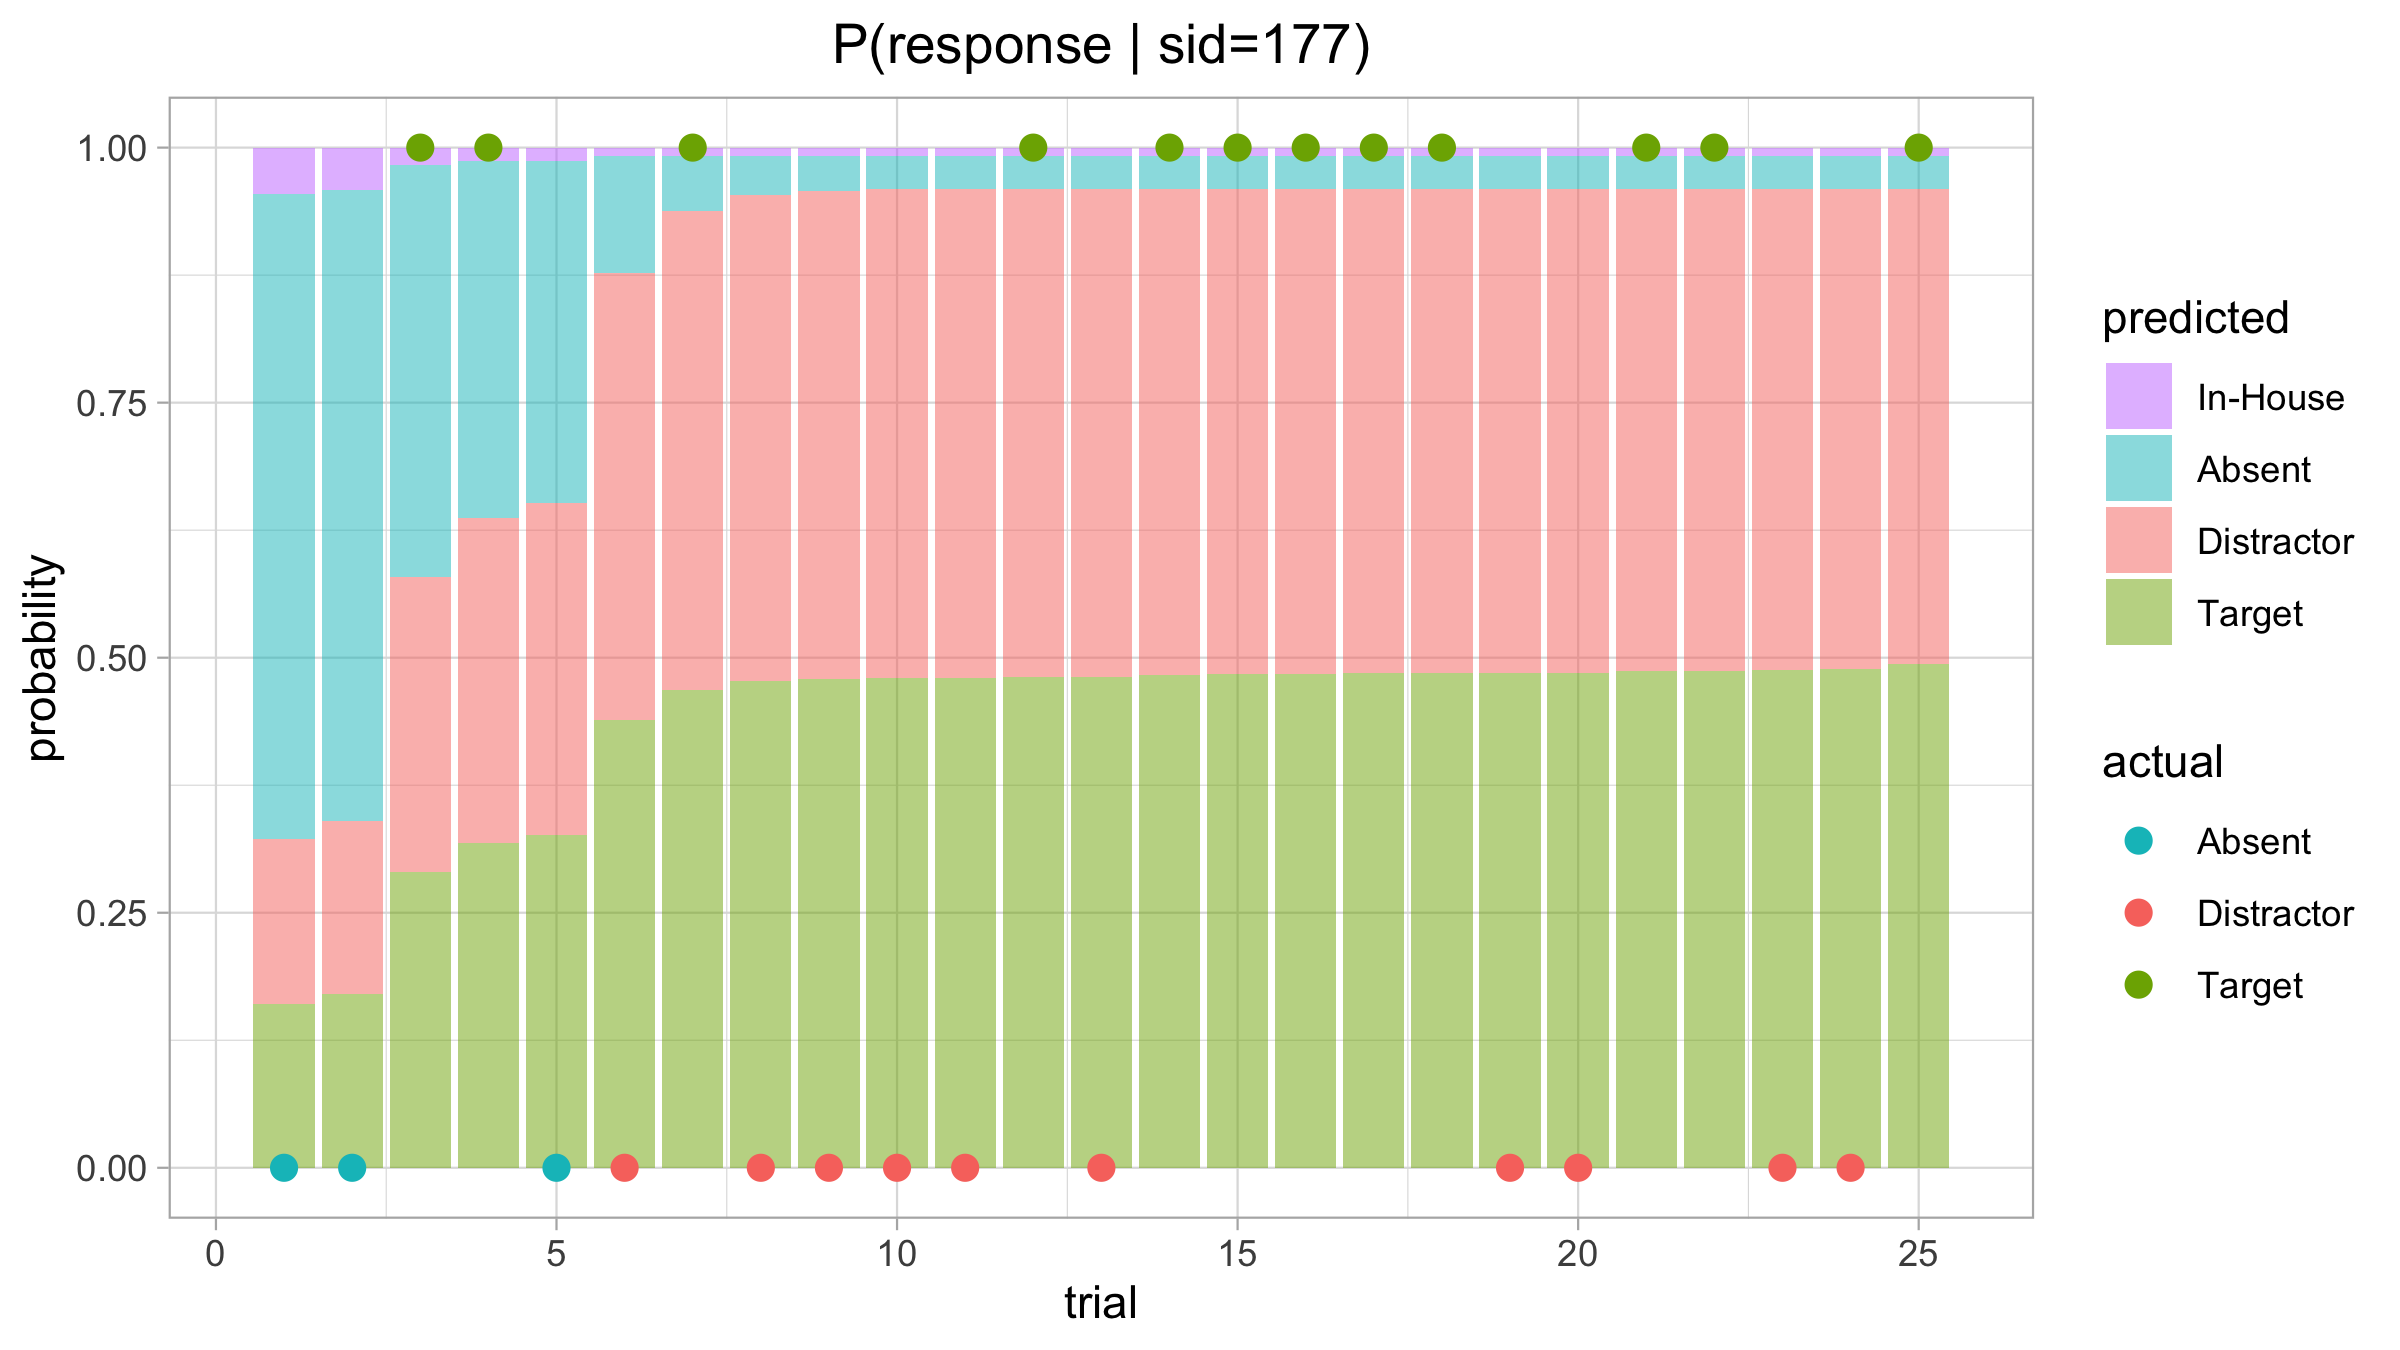 P(response | sid=177)
1.00
0.75
0.50
0.25
0.00
probability
0 5 10 15 20 25
trial
predicted
In-House
Absent
Distractor
Target
actual
Absent
Distractor
Target